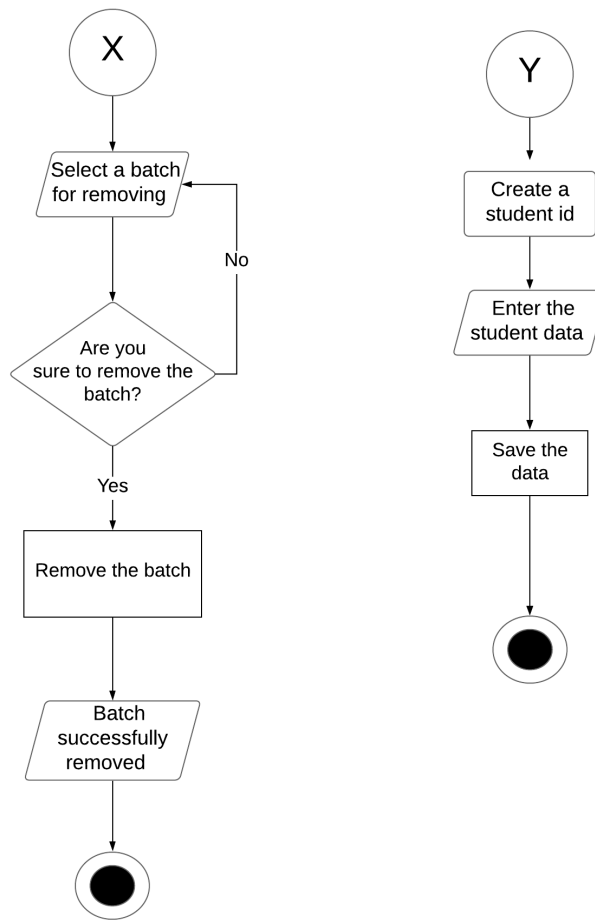 X
Select a batch
for removing
No
Are you
sure to remove the
batch?
Yes
Remove the batch
Batch
successfully
removed
Y
Create a
student id
Enter the
student data
Save the
data